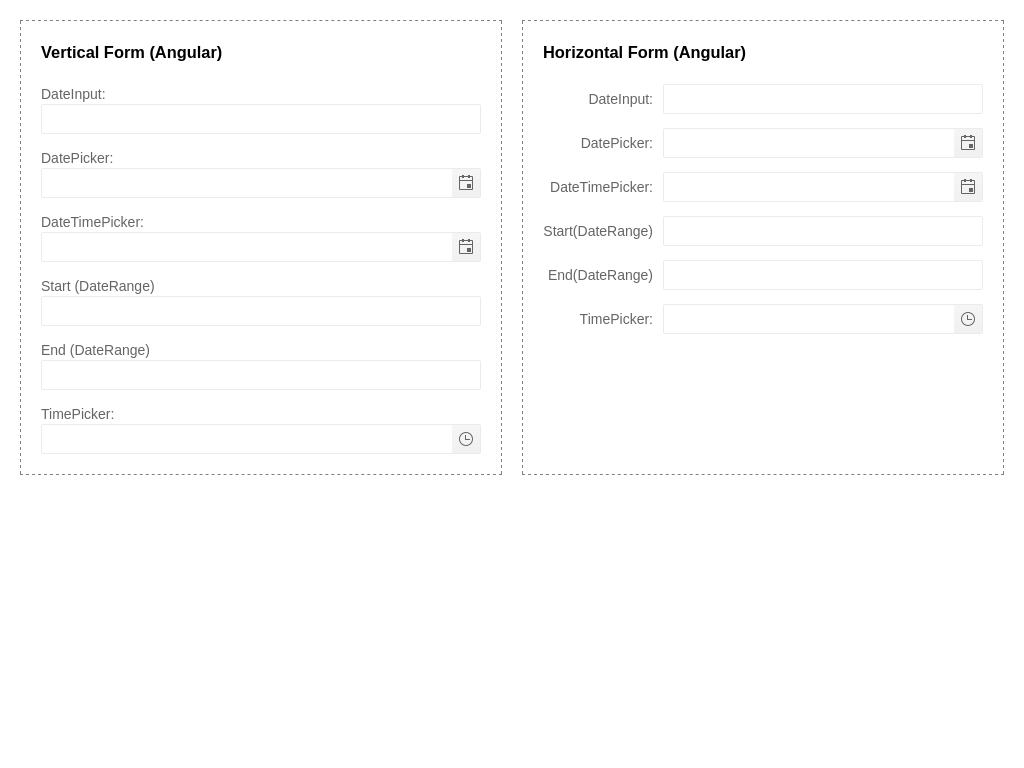 Vertical Form (Angular)
DateInput:
DatePicker:
DateTimePicker:
Start (DateRange)
End (DateRange)
TimePicker:
Horizontal Form (Angular)
DateInput:
DatePicker:
DateTimePicker:
Start(DateRange)
End(DateRange)
TimePicker: